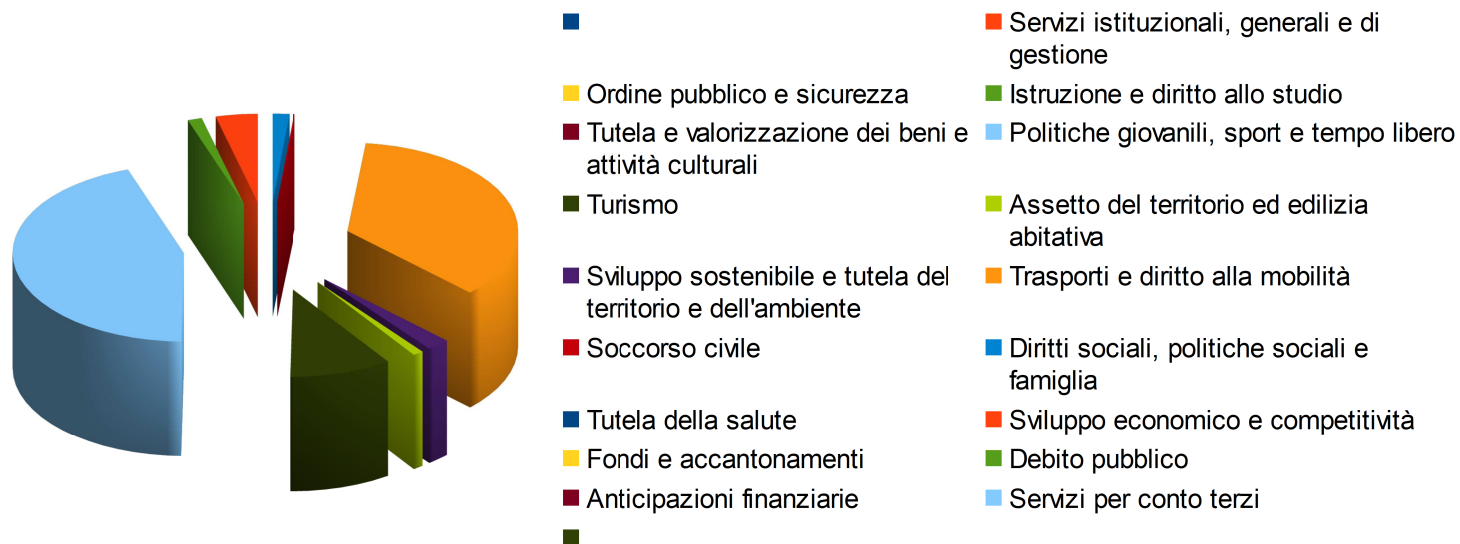 Servizi istituzionali, generali e di
gestione
Ordine pubblico e sicurezza
Istruzione e diritto allo studio
Tutela e valorizzazione dei beni e
attività culturali
Politiche giovanili, sport e tempo libero
Turismo
Assetto del territorio ed edilizia
abitativa
Sviluppo sostenibile e tutela del
territorio e dell'ambiente
Trasporti e diritto alla mobilità
Soccorso civile
Diritti sociali, politiche sociali e
famiglia
Tutela della salute
Sviluppo economico e competitività
Fondi e accantonamenti
Debito pubblico
Anticipazioni finanziarie
Servizi per conto terzi